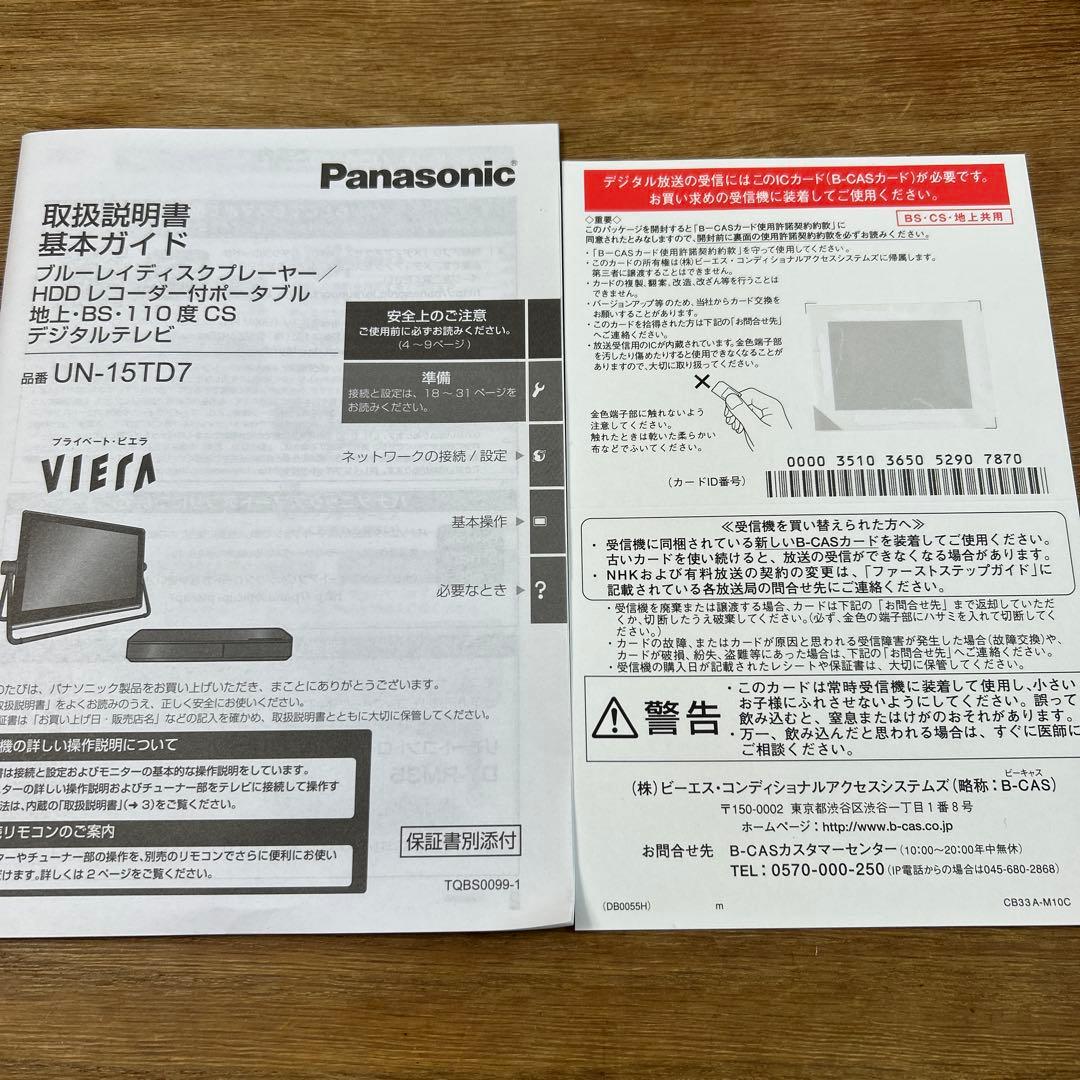 Panasonic
取扱説明書
基本ガイド
ブルーレイディスクプレーヤー/
HDD レコーダー付ポータブル
地上・BS・110 度 CS
デジタルテレビ
品番 UN-15TD7
プライベート・ビエラ
VIERA
安全上のご注意
ご使用前に必ずお読みください。
(4 ~9ページ)
準備
接続と設定は、18 ~ 31 ページを
お読みください。
ネットワークの接続 / 設定
基本操作
必要なとき
?
のたびは、パナソニック製品をお買い上げいただき、まことにありがとうございます。
取扱説明書」をよくお読みのうえ、正しく安全にお使いください。
証書は「お買い上げ日・販売店名」などの記入を確かめ、取扱説明書とともに大切に保管してください。
機の詳しい操作説明について
書は接続と設定およびモニターの基本的な操作説明をしています。
ターの詳しい操作説明およびチューナー部をテレビに接続して操作す
法は、内蔵の「取扱説明書」(➔ 3)をご覧ください。
売リモコンのご案内
ターやチューナー部の操作を、別売のリモコンでさらに便利にお使い
だけます。詳しくは 2 ページをご覧ください。
保証書別添付
TQBS0099-1
デジタル放送の受信にはこのICカード(B-CASカード)が必要です。
お買い求めの受信機に装着してご使用ください。
◇重要◇
BS・CS・地上共用
このパッケージを開封すると「B-CASカード使用許諾契約約款」に
同意されたとみなしますので、開封前に裏面の使用許諾契約約款を必ずお読みください。
・「B-CASカード使用許諾契約約款」を守って使用してください。
・このカードの所有権は(株)ビーエス・コンディショナルアクセスシステムズに帰属します。
第三者に譲渡することはできません。
・カードの複製、翻案、改造、改ざん等を行うことは
できません。
・バージョンアップ等のため、当社からカード交換を
お願いすることがあります。
・このカードを拾得された方は下記の「お問合せ先」
へご連絡ください。
・放送受信用のICが内蔵されています。金色端子部
を汚したり傷めたりすると使用できなくなることが
ありますので、大切に取り扱ってください。
金色端子部に触れないよう
注意してください。
触れたときは乾いた柔らかい
布などでふいてください。
0000 3510 3650 5290 7870
(カードID番号)
≪受信機を買い替えられた方へ≫
・ 受信機に同梱されている新しいB-CASカードを装着してご使用ください。
古いカードを使い続けると、放送の受信ができなくなる場合があります。
・ NHKおよび有料放送の契約の変更は、「ファーストステップガイド」に
記載されている各放送局の問合せ先にご連絡ください。
・受信機を廃棄または譲渡する場合、カードは下記の「お問合せ先」まで返却していただ
くか、切断したうえ破棄してください。(必ず、金色の端子部にハサミを入れて切断してく
ださい。)
・カードの故障、またはカードが原因と思われる受信障害が発生した場合(故障交換)や、
カードが破損、紛失、盗難等にあった場合は、下記の「お問合せ先」へご連絡ください。
・受信機の購入日が記載されたレシートや保証書は、大切に保管してください。
警告
・このカードは常時受信機に装着して使用し、小さい
お子様にふれさせないようにしてください。誤って
飲み込むと、窒息またはけがのおそれがあります。
・万一、飲み込んだと思われる場合は、すぐに医師に
ご相談ください。
(株)ビーエス・コンディショナルアクセスシステムズ(略称:B-CAS)
ビーキャス
〒150-0002 東京都渋谷区渋谷一丁目1番8号
ホームページ:http://www.b-cas.co.jp
お問合せ先 B-CASカスタマーセンター(10:00~20:00年中無休)
TEL:0570-000-250(IP電話からの場合は045-680-2868)
(DB0055H) m CB33A-M10C